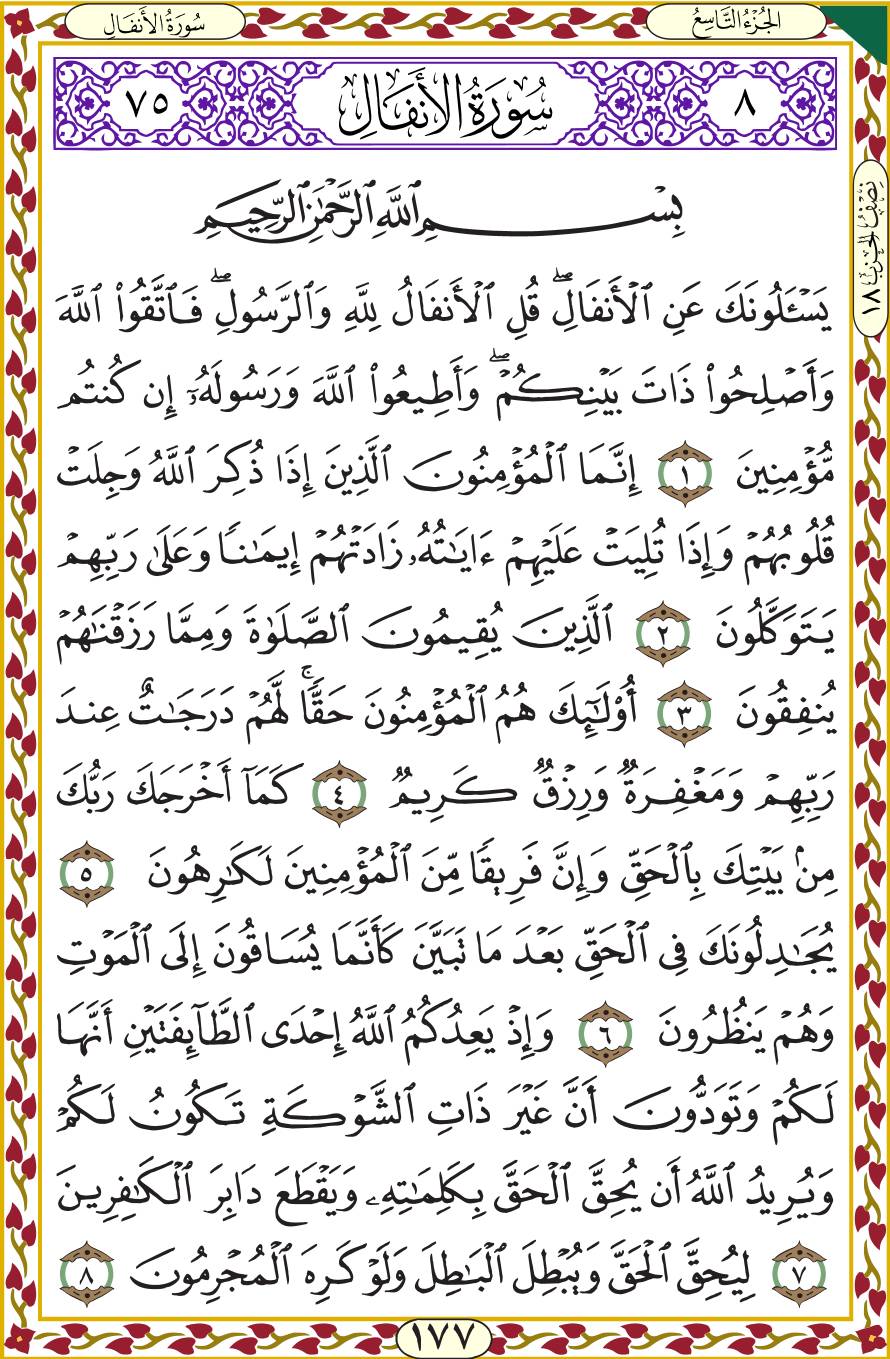 الجُزْءُ التَّاسِعُ
سُورَةُ الأَنفَالِ
٨ سُورَةُ الأَنفَالِ ٧٥
نِصْفُ الحِزْبِ ١٨
بِسْمِ ٱللَّهِ ٱلرَّحْمَٰنِ ٱلرَّحِيمِ
يَسْـَٔلُونَكَ عَنِ ٱلْأَنفَالِۖ قُلِ ٱلْأَنفَالُ لِلَّهِ وَٱلرَّسُولِۖ فَٱتَّقُوا۟ ٱللَّهَ
وَأَصْلِحُوا۟ ذَاتَ بَيْنِكُمْۖ وَأَطِيعُوا۟ ٱللَّهَ وَرَسُولَهُۥٓ إِن كُنتُم
مُّؤْمِنِينَ ١ إِنَّمَا ٱلْمُؤْمِنُونَ ٱلَّذِينَ إِذَا ذُكِرَ ٱللَّهُ وَجِلَتْ
قُلُوبُهُمْ وَإِذَا تُلِيَتْ عَلَيْهِمْ ءَايَٰتُهُۥ زَادَتْهُمْ إِيمَٰنًا وَعَلَىٰ رَبِّهِمْ
يَتَوَكَّلُونَ ٢ ٱلَّذِينَ يُقِيمُونَ ٱلصَّلَوٰةَ وَمِمَّا رَزَقْنَٰهُمْ
يُنفِقُونَ ٣ أُو۟لَٰٓئِكَ هُمُ ٱلْمُؤْمِنُونَ حَقًّاۚ لَّهُمْ دَرَجَٰتٌ عِندَ
رَبِّهِمْ وَمَغْفِرَةٌ وَرِزْقٌ كَرِيمٌ ٤ كَمَآ أَخْرَجَكَ رَبُّكَ
مِنۢ بَيْتِكَ بِٱلْحَقِّ وَإِنَّ فَرِيقًا مِّنَ ٱلْمُؤْمِنِينَ لَكَٰرِهُونَ ٥
يُجَٰدِلُونَكَ فِى ٱلْحَقِّ بَعْدَ مَا تَبَيَّنَ كَأَنَّمَا يُسَاقُونَ إِلَى ٱلْمَوْتِ
وَهُمْ يَنظُرُونَ ٦ وَإِذْ يَعِدُكُمُ ٱللَّهُ إِحْدَى ٱلطَّآئِفَتَيْنِ أَنَّهَا
لَكُمْ وَتَوَدُّونَ أَنَّ غَيْرَ ذَاتِ ٱلشَّوْكَةِ تَكُونُ لَكُمْ
وَيُرِيدُ ٱللَّهُ أَن يُحِقَّ ٱلْحَقَّ بِكَلِمَٰتِهِۦ وَيَقْطَعَ دَابِرَ ٱلْكَٰفِرِينَ
٧ لِيُحِقَّ ٱلْحَقَّ وَيُبْطِلَ ٱلْبَٰطِلَ وَلَوْ كَرِهَ ٱلْمُجْرِمُونَ ٨
١٧٧